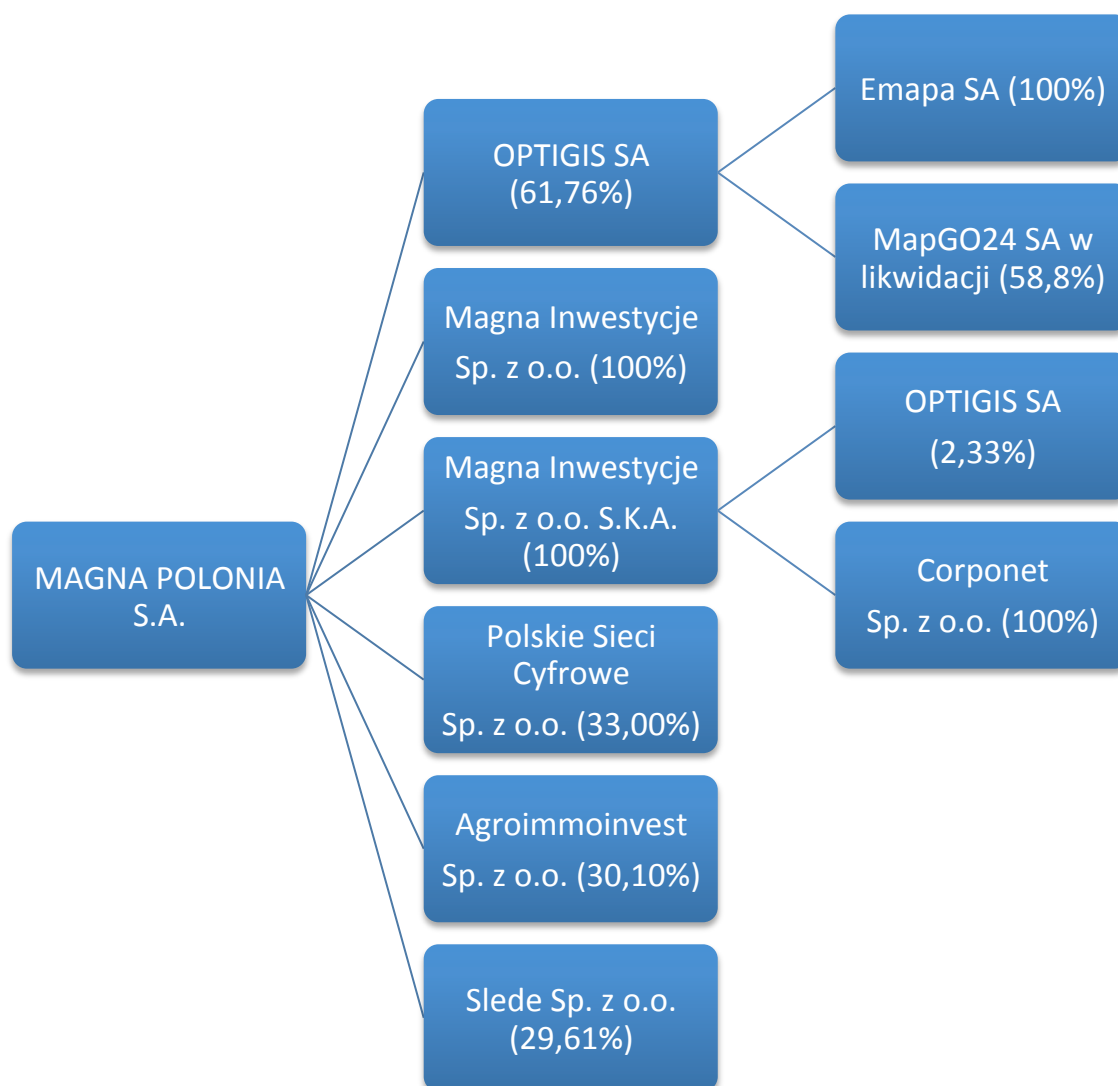 MAGNA POLONIA
S.A.
OPTIGIS SA
(61,76%)
Emapa SA (100%)
MapGO24 SA w
likwidacji (58,8%)
Magna Inwestycje
Sp. z o.o. (100%)
Magna Inwestycje
Sp. z o.o. S.K.A.
(100%)
OPTIGIS SA
(2,33%)
Corponet
Sp. z o.o. (100%)
Polskie Sieci
Cyfrowe
Sp. z o.o. (33,00%)
Agroimmoinvest
Sp. z o.o. (30,10%)
Slede Sp. z o.o.
(29,61%)